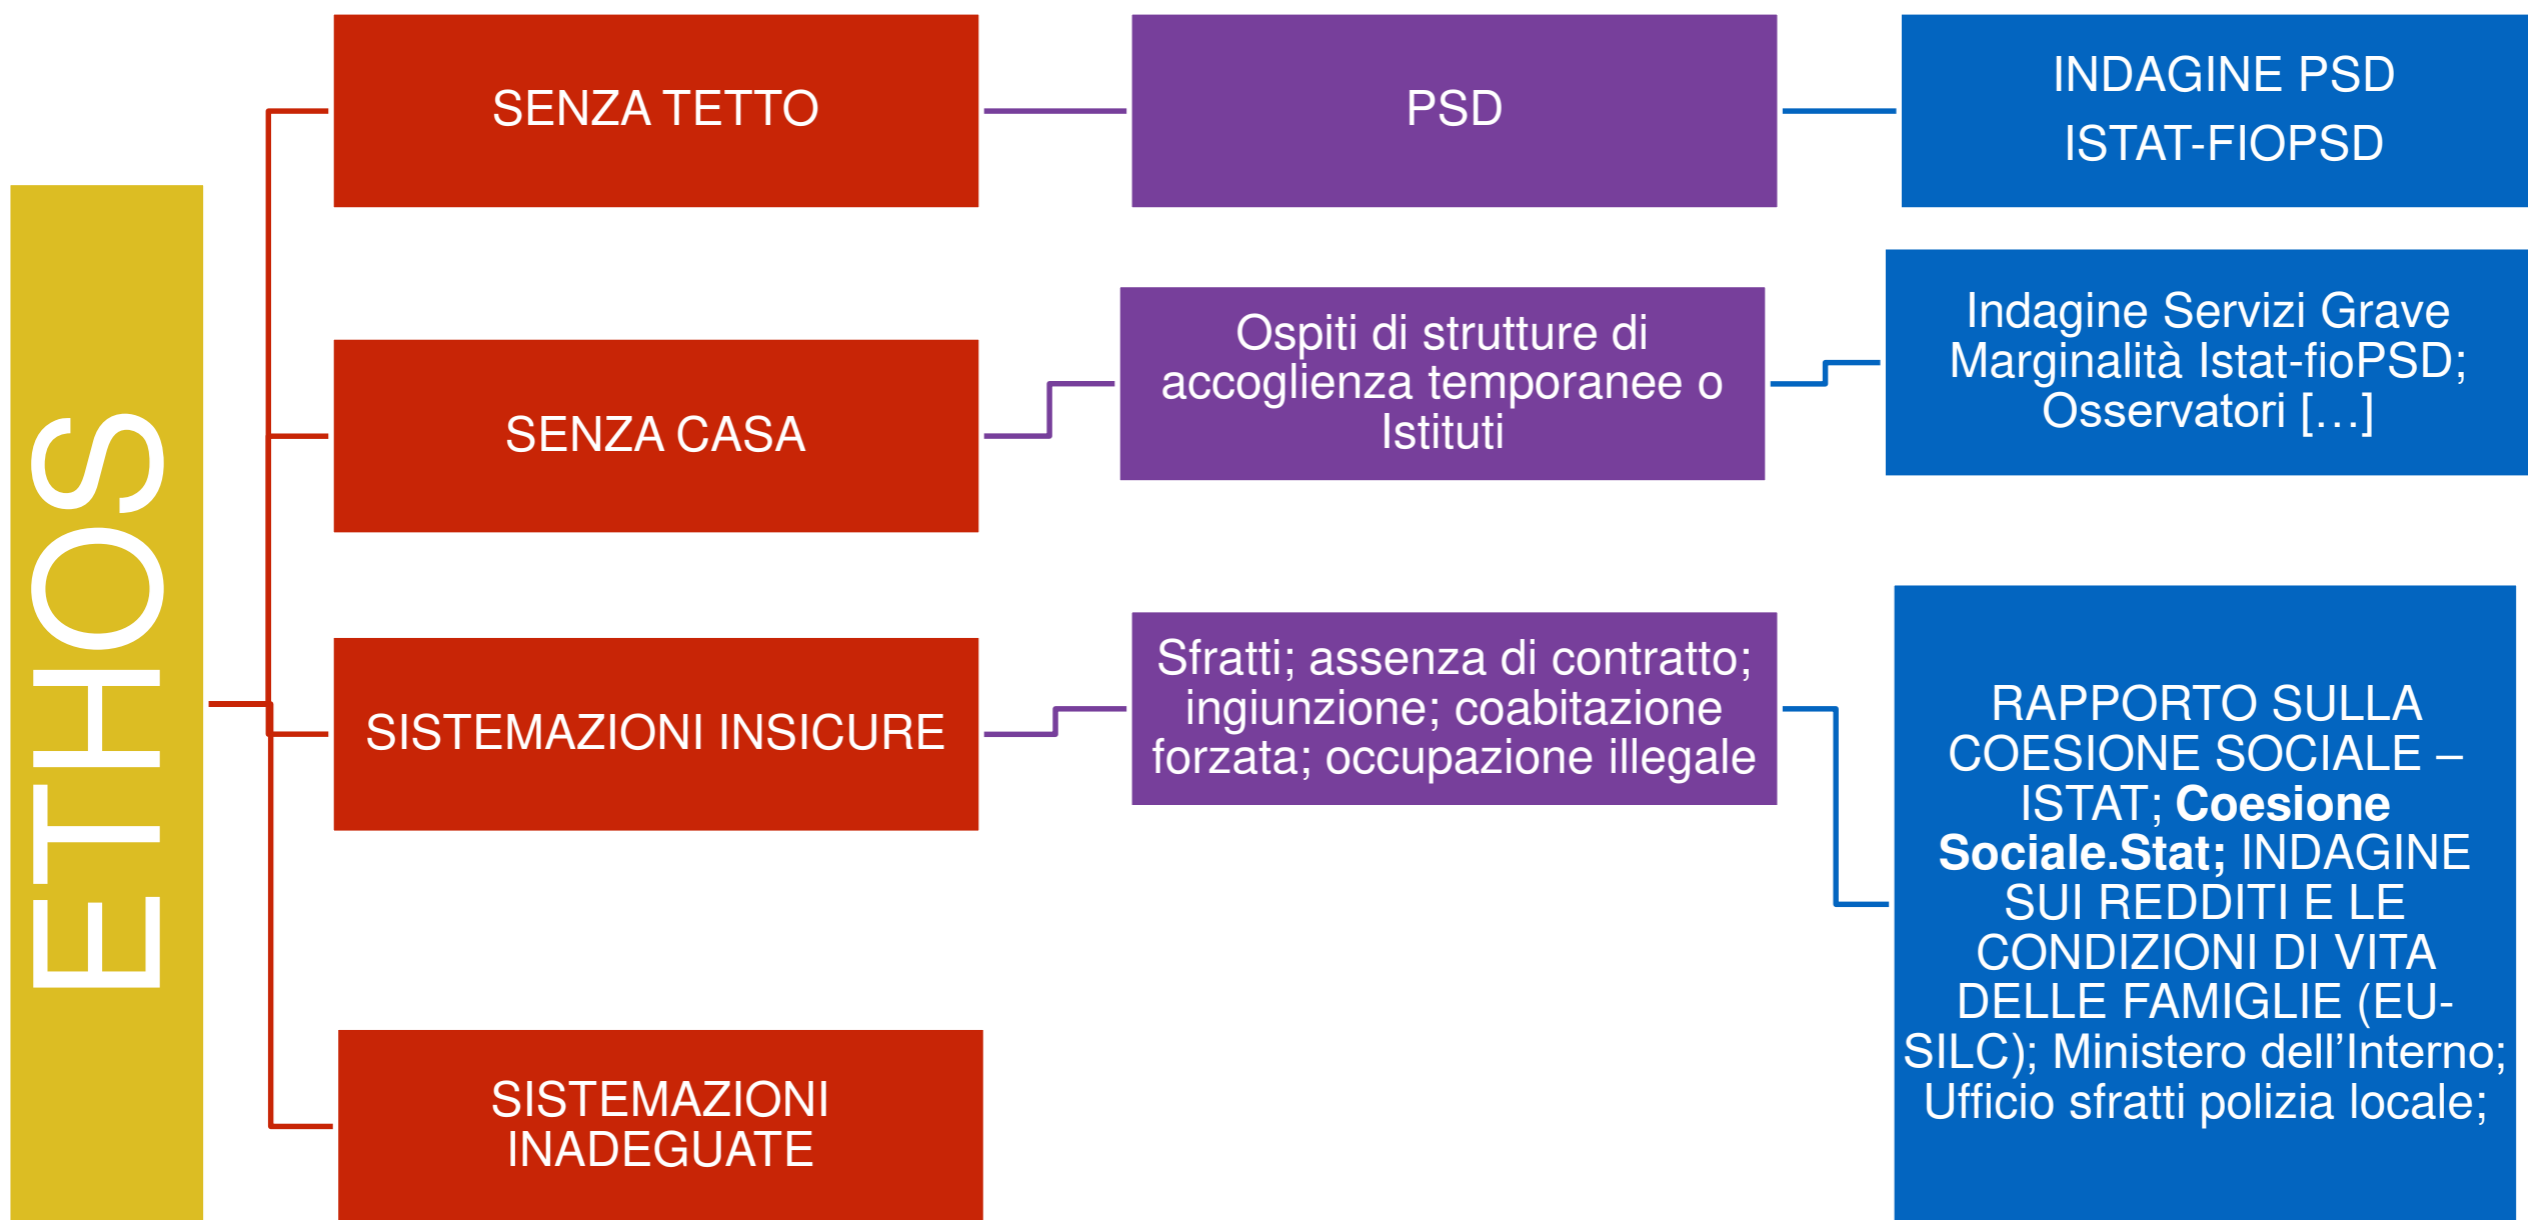 ETHOS
SENZA TETTO
PSD
INDAGINE PSD
ISTAT-FIOPSD
SENZA CASA
Ospiti di strutture di
accoglienza temporanee o
Istituti
Indagine Servizi Grave
Marginalità Istat-fioPSD;
Osservatori […]
SISTEMAZIONI INSICURE
Sfratti; assenza di contratto;
ingiunzione; coabitazione
forzata; occupazione illegale
RAPPORTO SULLA
COESIONE SOCIALE –
ISTAT; Coesione
Sociale.Stat; INDAGINE
SUI REDDITI E LE
CONDIZIONI DI VITA
DELLE FAMIGLIE (EU-
SILC); Ministero dell’Interno;
Ufficio sfratti polizia locale;
SISTEMAZIONI
INADEGUATE